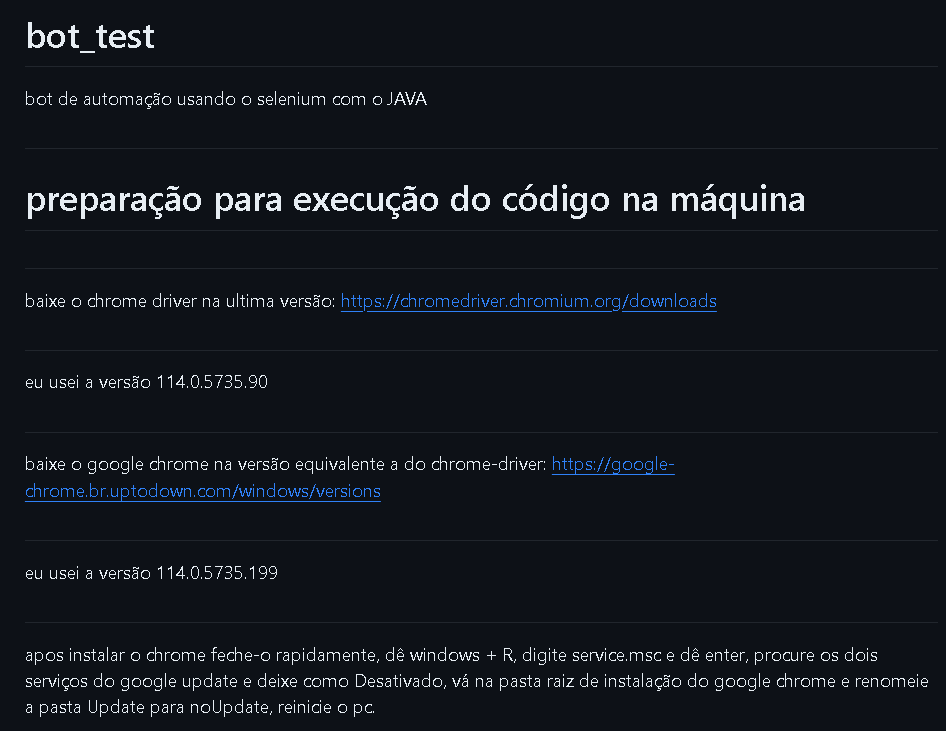 bot_test
bot de automação usando o selenium com o JAVA
preparação para execução do código na máquina
baixe o chrome driver na ultima versão: https://chromedriver.chromium.org/downloads
eu usei a versão 114.0.5735.90
baixe o google chrome na versão equivalente a do chrome-driver: https://google-
chrome.br.uptodown.com/windows/versions
eu usei a versão 114.0.5735.199
apos instalar o chrome feche-o rapidamente, dê windows + R, digite service.msc e dê enter, procure os dois
serviços do google update e deixe como Desativado, vá na pasta raiz de instalação do google chrome e renomeie
a pasta Update para noUpdate, reinicie o pc.